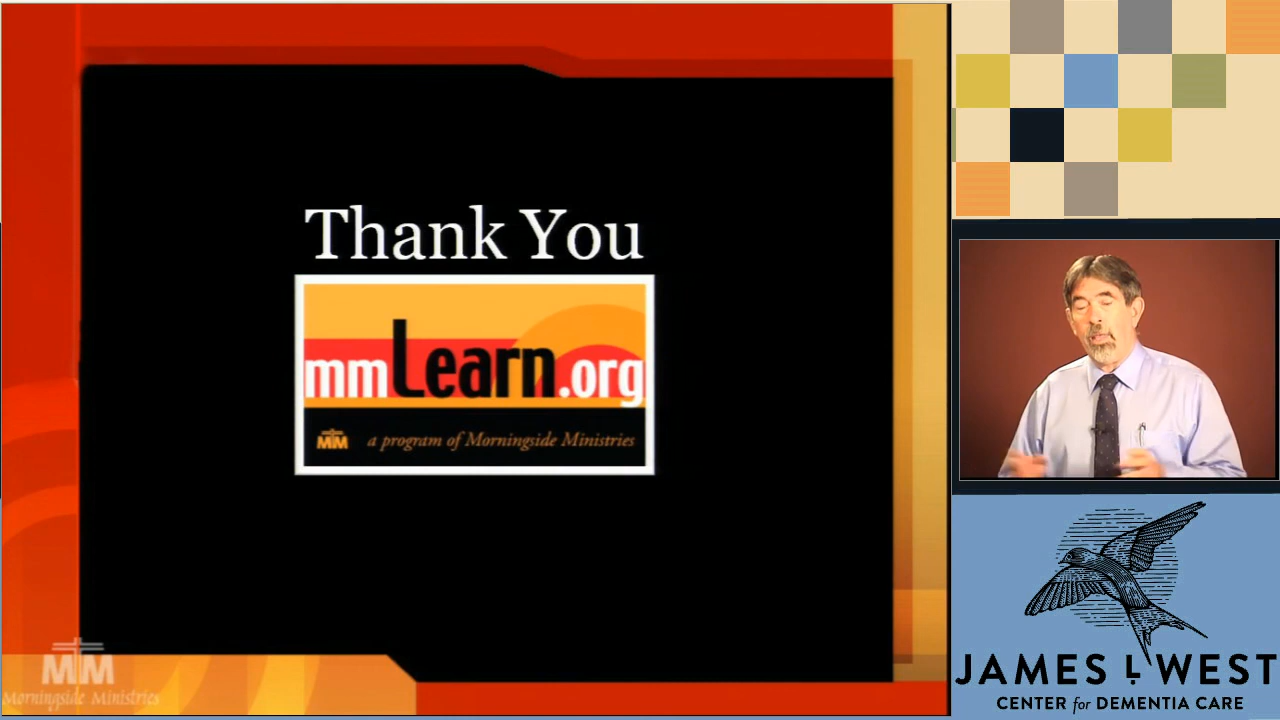 Thank You
mmLearn.org
MM a program of Morningside Ministries
MM
Morningside Ministries
JAMES L WEST
CENTER for DEMENTIA CARE